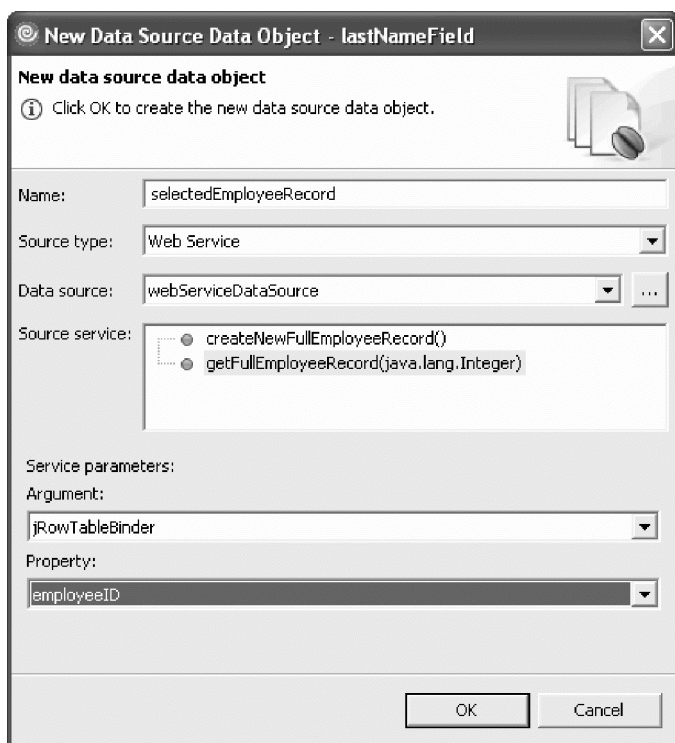 New Data Source Data Object - lastNameField
New data source data object
Click OK to create the new data source data object.
Name: selectedEmployeeRecord
Source type: Web Service
Data source: webServiceDataSource ...
Source service: createNewFullEmployeeRecord()
getFullEmployeeRecord(java.lang.Integer)
Service parameters:
Argument:
jRowTableBinder
Property:
employeeID
OK Cancel